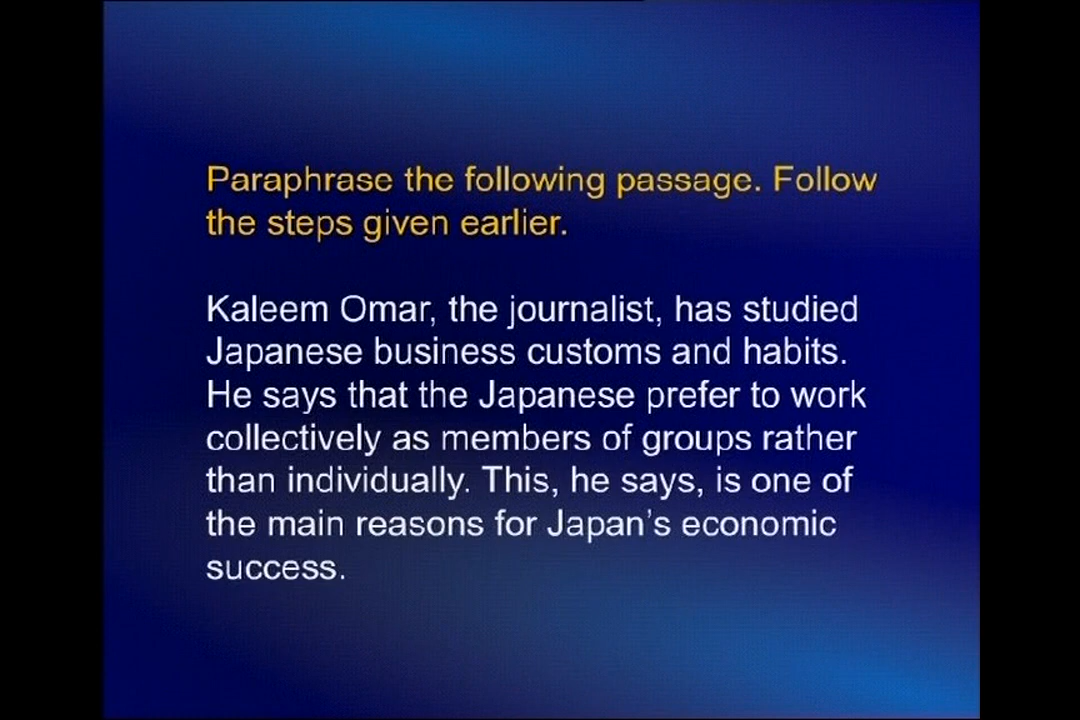 Paraphrase the following passage. Follow
the steps given earlier.
Kaleem Omar, the journalist, has studied
Japanese business customs and habits.
He says that the Japanese prefer to work
collectively as members of groups rather
than individually. This, he says, is one of
the main reasons for Japan’s economic
success.